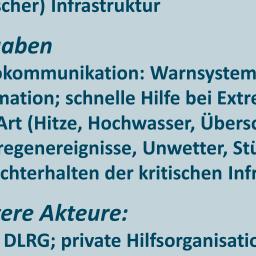 scher) Infrastruktur
aben
okommunikation: Warnsystem
mation; schnelle Hilfe bei Extre
Art (Hitze, Hochwasser, Übersc
regenereignisse, Unwetter, Stü
chterhalten der kritischen Infr
ere Akteure:
DLRG; private Hilfsorganisatio